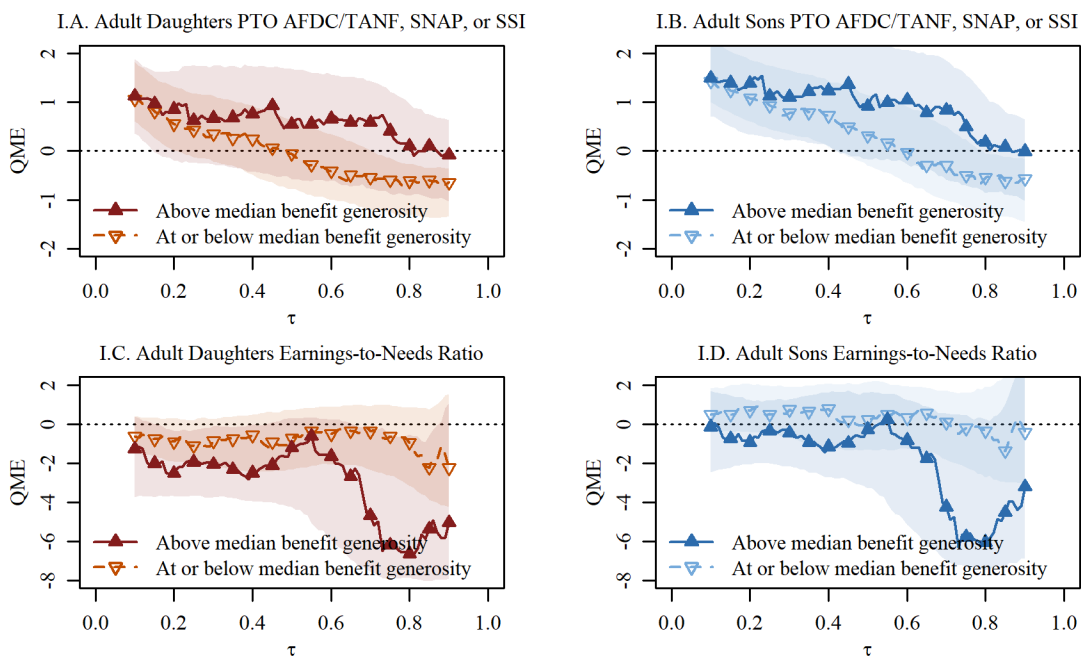 I.A. Adult Daughters PTO AFDC/TANF, SNAP, or SSI
QME
2
1
0
-1
-2
Above median benefit generosity
At or below median benefit generosity
0.0 0.2 0.4 0.6 0.8 1.0
τ
I.B. Adult Sons PTO AFDC/TANF, SNAP, or SSI
QME
2
1
0
-1
-2
Above median benefit generosity
At or below median benefit generosity
0.0 0.2 0.4 0.6 0.8 1.0
τ
I.C. Adult Daughters Earnings-to-Needs Ratio
QME
2
0
-2
-4
-6
-8
Above median benefit generosity
At or below median benefit generosity
0.0 0.2 0.4 0.6 0.8 1.0
τ
I.D. Adult Sons Earnings-to-Needs Ratio
QME
2
0
-2
-4
-6
-8
Above median benefit generosity
At or below median benefit generosity
0.0 0.2 0.4 0.6 0.8 1.0
τ